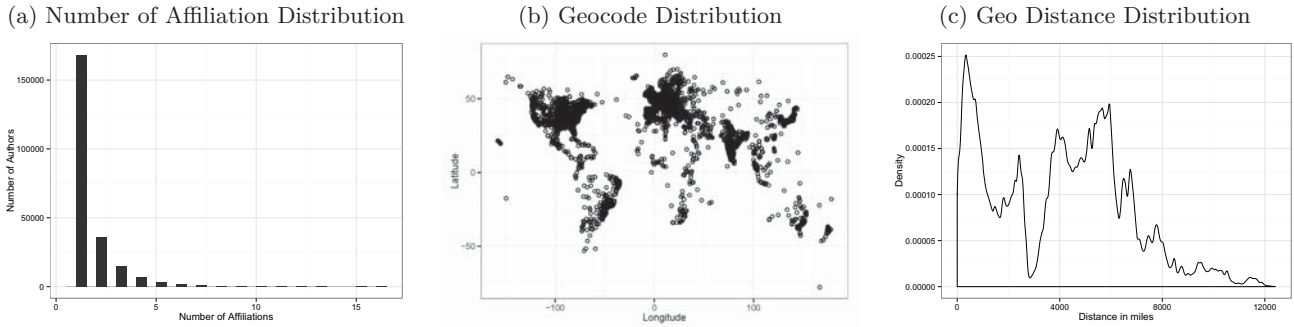 (a) Number of Affiliation Distribution
(b) Geocode Distribution
(c) Geo Distance Distribution
150000
100000
50000
0
Number of Authors
0
5
10
15
Number of Affiliations
50
0
−50
Latitude
−100
0
100
Longitude
0.00025
0.00020
0.00015
0.00010
0.00005
0.00000
Density
0
4000
8000
12000
Distance in miles